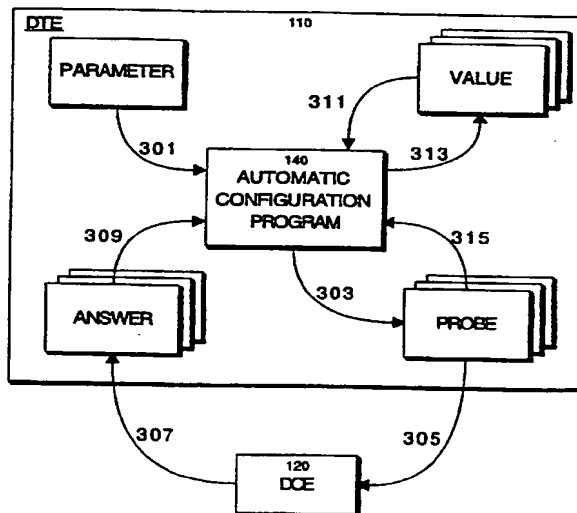 DTE
110
PARAMETER
VALUE
311
301
313
140
AUTOMATIC
CONFIGURATION
PROGRAM
309
315
303
ANSWER
PROBE
307
305
120
DCE